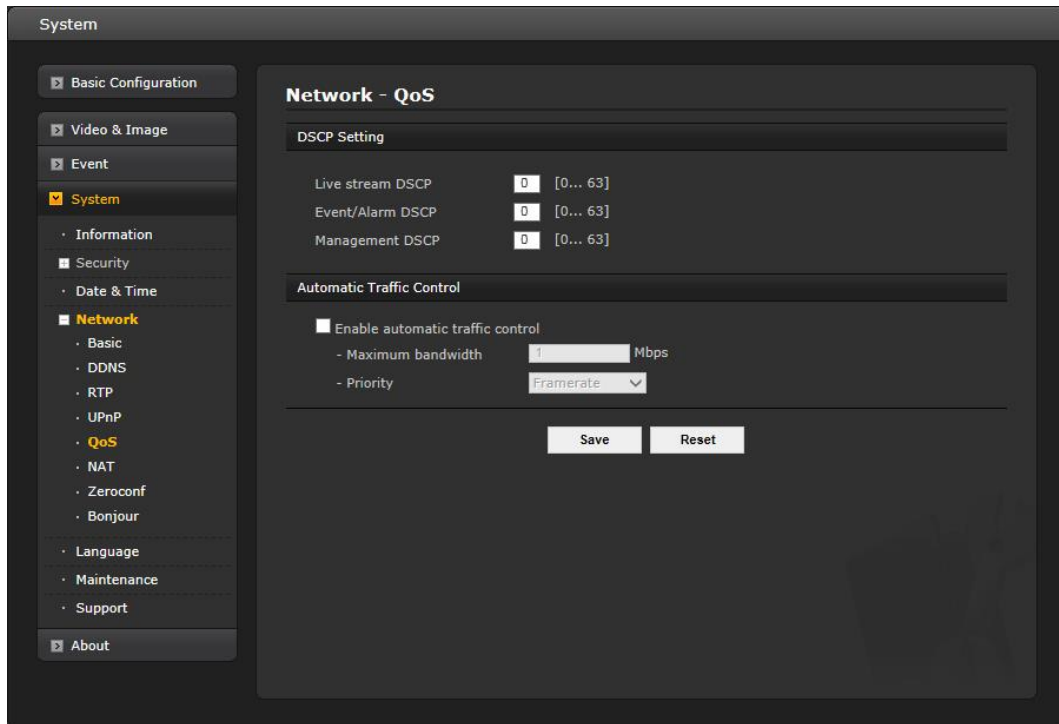 System
Basic Configuration
Video & Image
Event
System
· Information
Security
· Date & Time
Network
· Basic
· DDNS
· RTP
· UPnP
· QoS
· NAT
· Zeroconf
· Bonjour
· Language
· Maintenance
· Support
About
Network - QoS
DSCP Setting
Live stream DSCP 0 [0... 63]
Event/Alarm DSCP 0 [0... 63]
Management DSCP 0 [0... 63]
Automatic Traffic Control
Enable automatic traffic control
- Maximum bandwidth 1 Mbps
- Priority Framerate
Save Reset